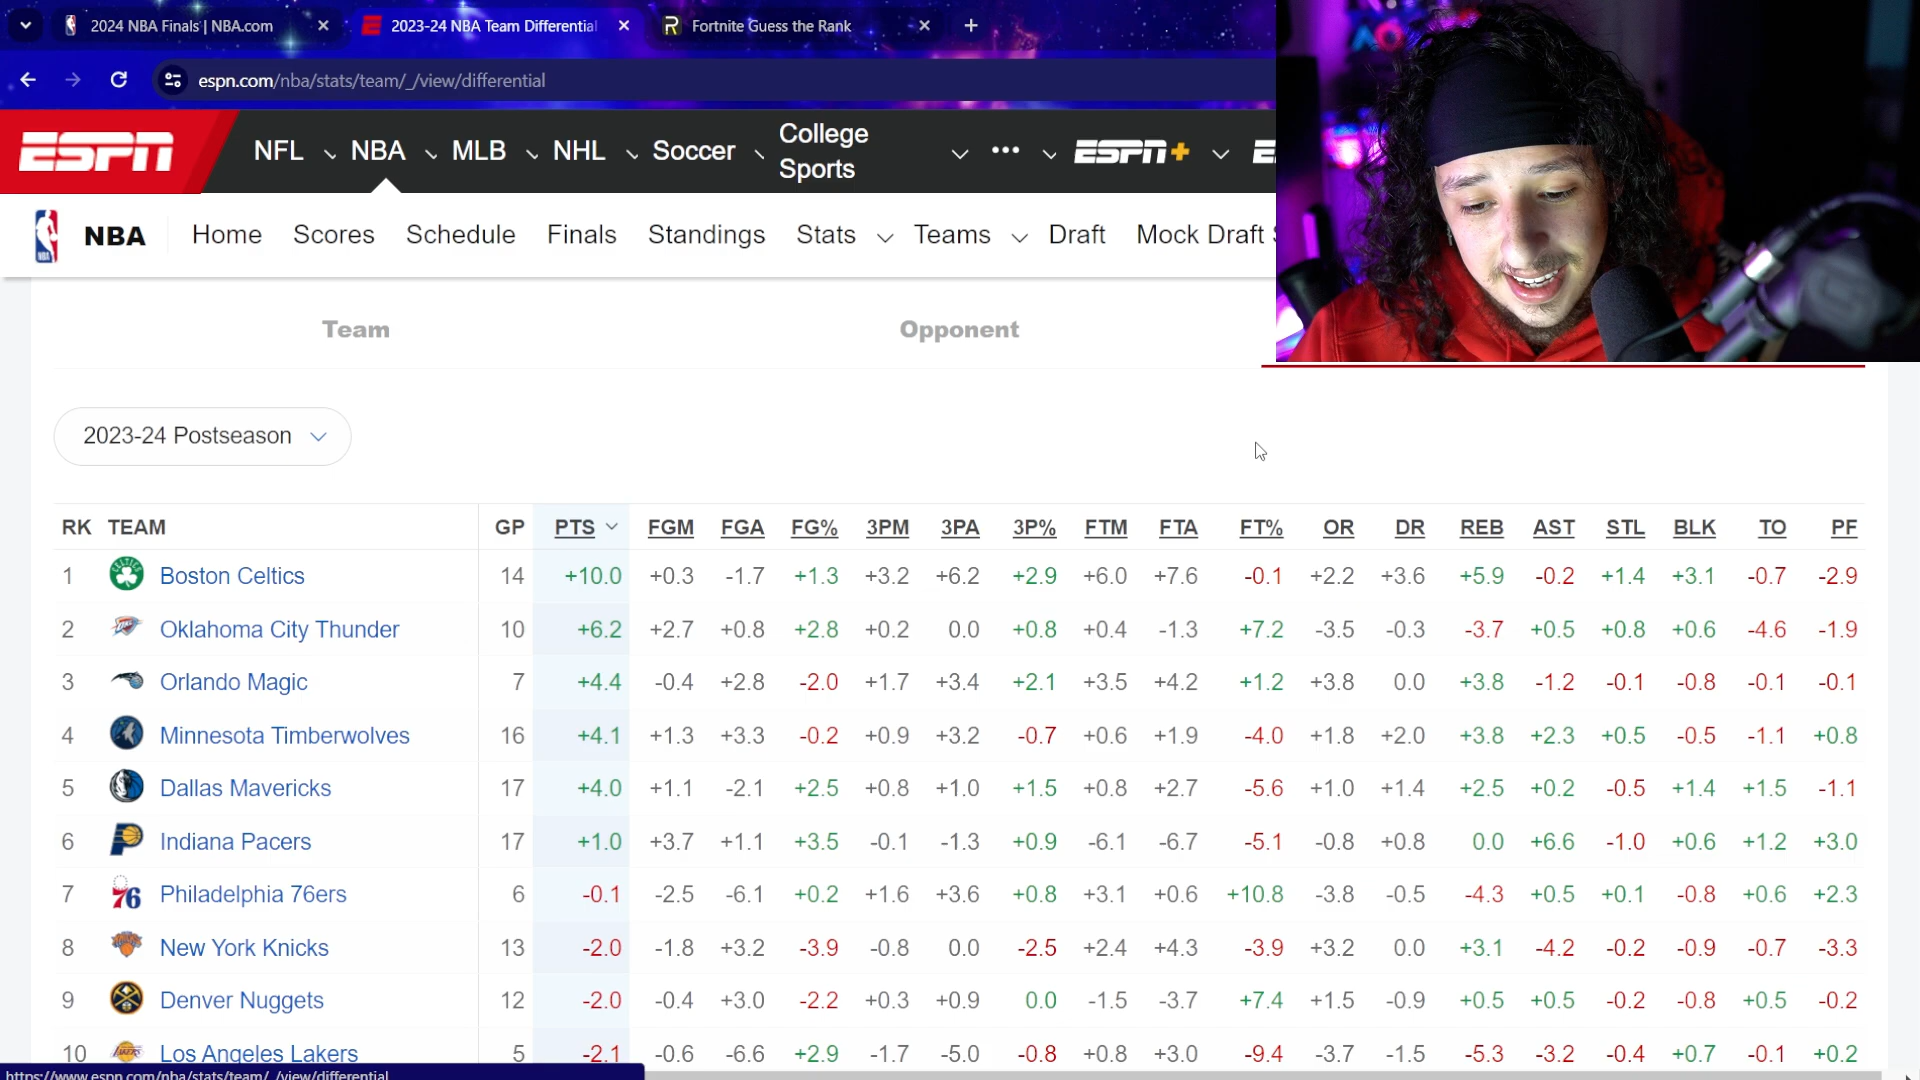 2024 NBA Finals | NBA.com
2023-24 NBA Team Differential
Fortnite Guess the Rank
espn.com/nba/stats/team/_/view/differential
ESPN NFL NBA MLB NHL Soccer College Sports ••• ESPN+
NBA Home Scores Schedule Finals Standings Stats Teams Draft Mock Draft
Team Opponent
2023-24 Postseason
RK TEAM GP PTS FGM FGA FG% 3PM 3PA 3P% FTM FTA FT% OR DR REB AST STL BLK TO PF
1 Boston Celtics 14 +10.0 +0.3 -1.7 +1.3 +3.2 +6.2 +2.9 +6.0 +7.6 -0.1 +2.2 +3.6 +5.9 -0.2 +1.4 +3.1 -0.7 -2.9
2 Oklahoma City Thunder 10 +6.2 +2.7 +0.8 +2.8 +0.2 0.0 +0.8 +0.4 -1.3 +7.2 -3.5 -0.3 -3.7 +0.5 +0.8 +0.6 -4.6 -1.9
3 Orlando Magic 7 +4.4 -0.4 +2.8 -2.0 +1.7 +3.4 +2.1 +3.5 +4.2 +1.2 +3.8 0.0 +3.8 -1.2 -0.1 -0.8 -0.1 -0.1
4 Minnesota Timberwolves 16 +4.1 +1.3 +3.3 -0.2 +0.9 +3.2 -0.7 +0.6 +1.9 -4.0 +1.8 +2.0 +3.8 +2.3 +0.5 -0.5 -1.1 +0.8
5 Dallas Mavericks 17 +4.0 +1.1 -2.1 +2.5 +0.8 +1.0 +1.5 +0.8 +2.7 -5.6 +1.0 +1.4 +2.5 +0.2 -0.5 +1.4 +1.5 -1.1
6 Indiana Pacers 17 +1.0 +3.7 +1.1 +3.5 -0.1 -1.3 +0.9 -6.1 -6.7 -5.1 -0.8 +0.8 0.0 +6.6 -1.0 +0.6 +1.2 +3.0
7 Philadelphia 76ers 6 -0.1 -2.5 -6.1 +0.2 +1.6 +3.6 +0.8 +3.1 +0.6 +10.8 -3.8 -0.5 -4.3 +0.5 +0.1 -0.8 +0.6 +2.3
8 New York Knicks 13 -2.0 -1.8 +3.2 -3.9 -0.8 0.0 -2.5 +2.4 +4.3 -3.9 +3.2 0.0 +3.1 -4.2 -0.2 -0.9 -0.7 -3.3
9 Denver Nuggets 12 -2.0 -0.4 +3.0 -2.2 +0.3 +0.9 0.0 -1.5 -3.7 +7.4 +1.5 -0.9 +0.5 +0.5 -0.2 -0.8 +0.5 -0.2
10 Los Angeles Lakers 5 -2.1 -0.6 -6.6 +2.9 -1.7 -5.0 -0.8 +0.8 +3.0 -9.4 -3.7 -1.5 -5.3 -3.2 -0.4 +0.7 -0.1 +0.2
https://www.espn.com/nba/stats/team/_/view/differential